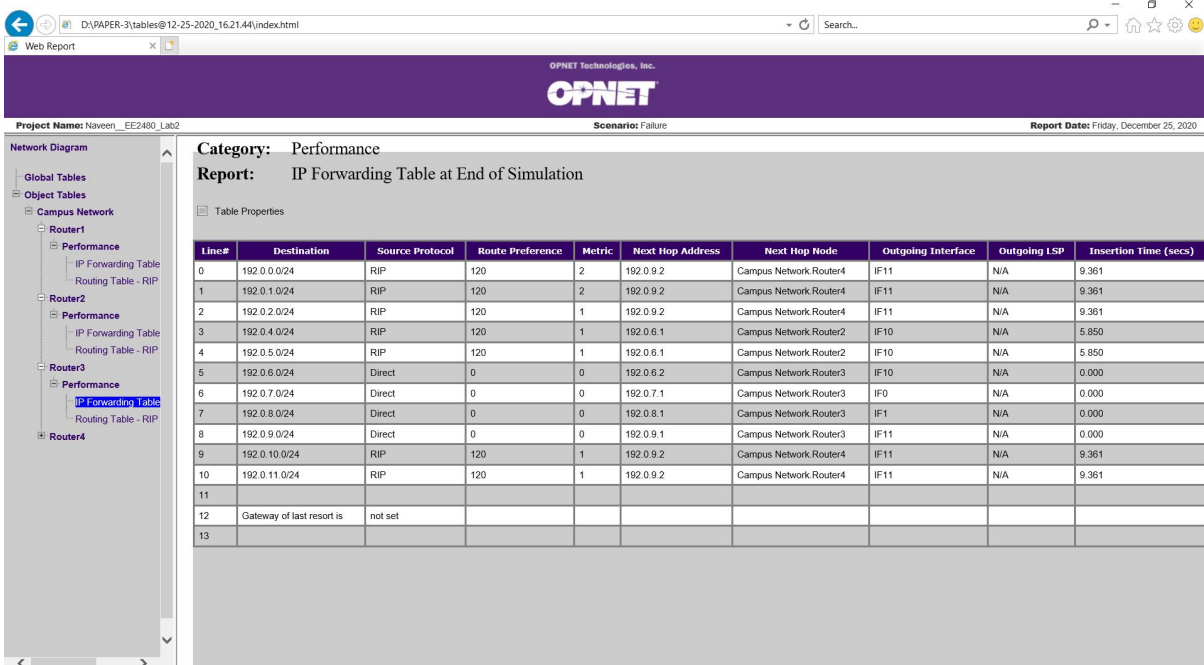 D:\PAPER-3\tables@12-25-2020_16.21.44\index.html
Search...
Web Report
OPNET Technologies, Inc.
OPNET
Project Name: Naveen__EE2480_Lab2 Scenario: Failure Report Date: Friday, December 25, 2020
Network Diagram
Global Tables
Object Tables
Campus Network
Router1
Performance
IP Forwarding Table
Routing Table - RIP
Router2
Performance
IP Forwarding Table
Routing Table - RIP
Router3
Performance
IP Forwarding Table
Routing Table - RIP
Router4
Category: Performance
Report: IP Forwarding Table at End of Simulation
Table Properties
Line# Destination Source Protocol Route Preference Metric Next Hop Address Next Hop Node Outgoing Interface Outgoing LSP Insertion Time (secs)
0 192.0.0.0/24 RIP 120 2 192.0.9.2 Campus Network.Router4 IF11 N/A 9.361
1 192.0.1.0/24 RIP 120 2 192.0.9.2 Campus Network.Router4 IF11 N/A 9.361
2 192.0.2.0/24 RIP 120 1 192.0.9.2 Campus Network.Router4 IF11 N/A 9.361
3 192.0.4.0/24 RIP 120 1 192.0.6.1 Campus Network.Router2 IF10 N/A 5.850
4 192.0.5.0/24 RIP 120 1 192.0.6.1 Campus Network.Router2 IF10 N/A 5.850
5 192.0.6.0/24 Direct 0 0 192.0.6.2 Campus Network.Router3 IF10 N/A 0.000
6 192.0.7.0/24 Direct 0 0 192.0.7.1 Campus Network.Router3 IF0 N/A 0.000
7 192.0.8.0/24 Direct 0 0 192.0.8.1 Campus Network.Router3 IF1 N/A 0.000
8 192.0.9.0/24 Direct 0 0 192.0.9.1 Campus Network.Router3 IF11 N/A 0.000
9 192.0.10.0/24 RIP 120 1 192.0.9.2 Campus Network.Router4 IF11 N/A 9.361
10 192.0.11.0/24 RIP 120 1 192.0.9.2 Campus Network.Router4 IF11 N/A 9.361
11
12 Gateway of last resort is not set
13